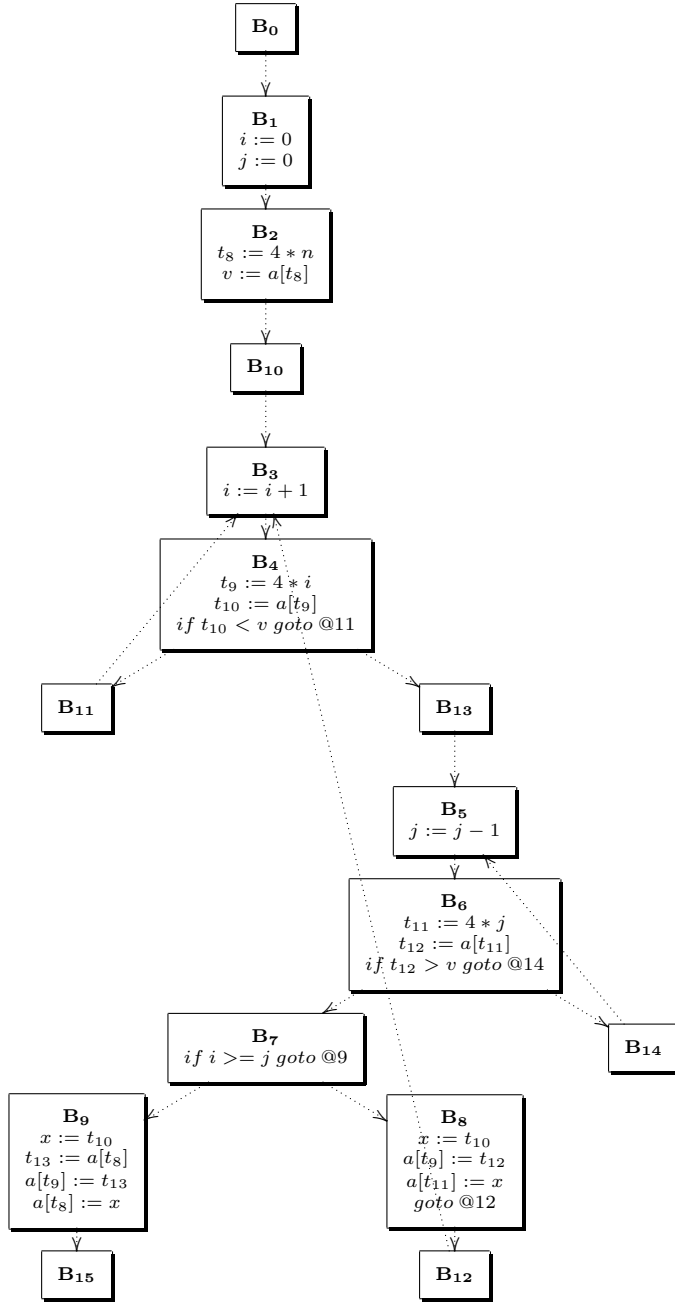 B₀
B₁
i := 0
j := 0
B₂
t₈ := 4 ∗ n
v := a[t₈]
B₁₀
B₃
i := i + 1
B₄
t₉ := 4 ∗ i
t₁₀ := a[t₉]
if t₁₀ < v goto @11
B₁₁
B₁₃
B₅
j := j − 1
B₆
t₁₁ := 4 ∗ j
t₁₂ := a[t₁₁]
if t₁₂ > v goto @14
B₇
if i >= j goto @9
B₁₄
B₉
x := t₁₀
t₁₃ := a[t₈]
a[t₉] := t₁₃
a[t₈] := x
B₈
x := t₁₀
a[t₉] := t₁₂
a[t₁₁] := x
goto @12
B₁₅
B₁₂